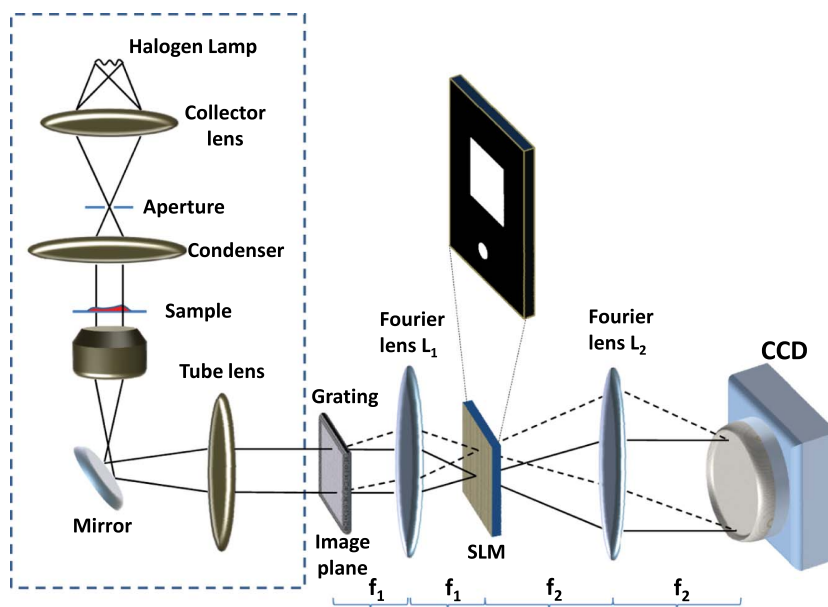 Halogen Lamp
Collector
lens
Aperture
Condenser
Sample
Tube lens
Mirror
Grating
Image
plane
Fourier
lens L₁
SLM
Fourier
lens L₂
CCD
f₁
f₁
f₂
f₂